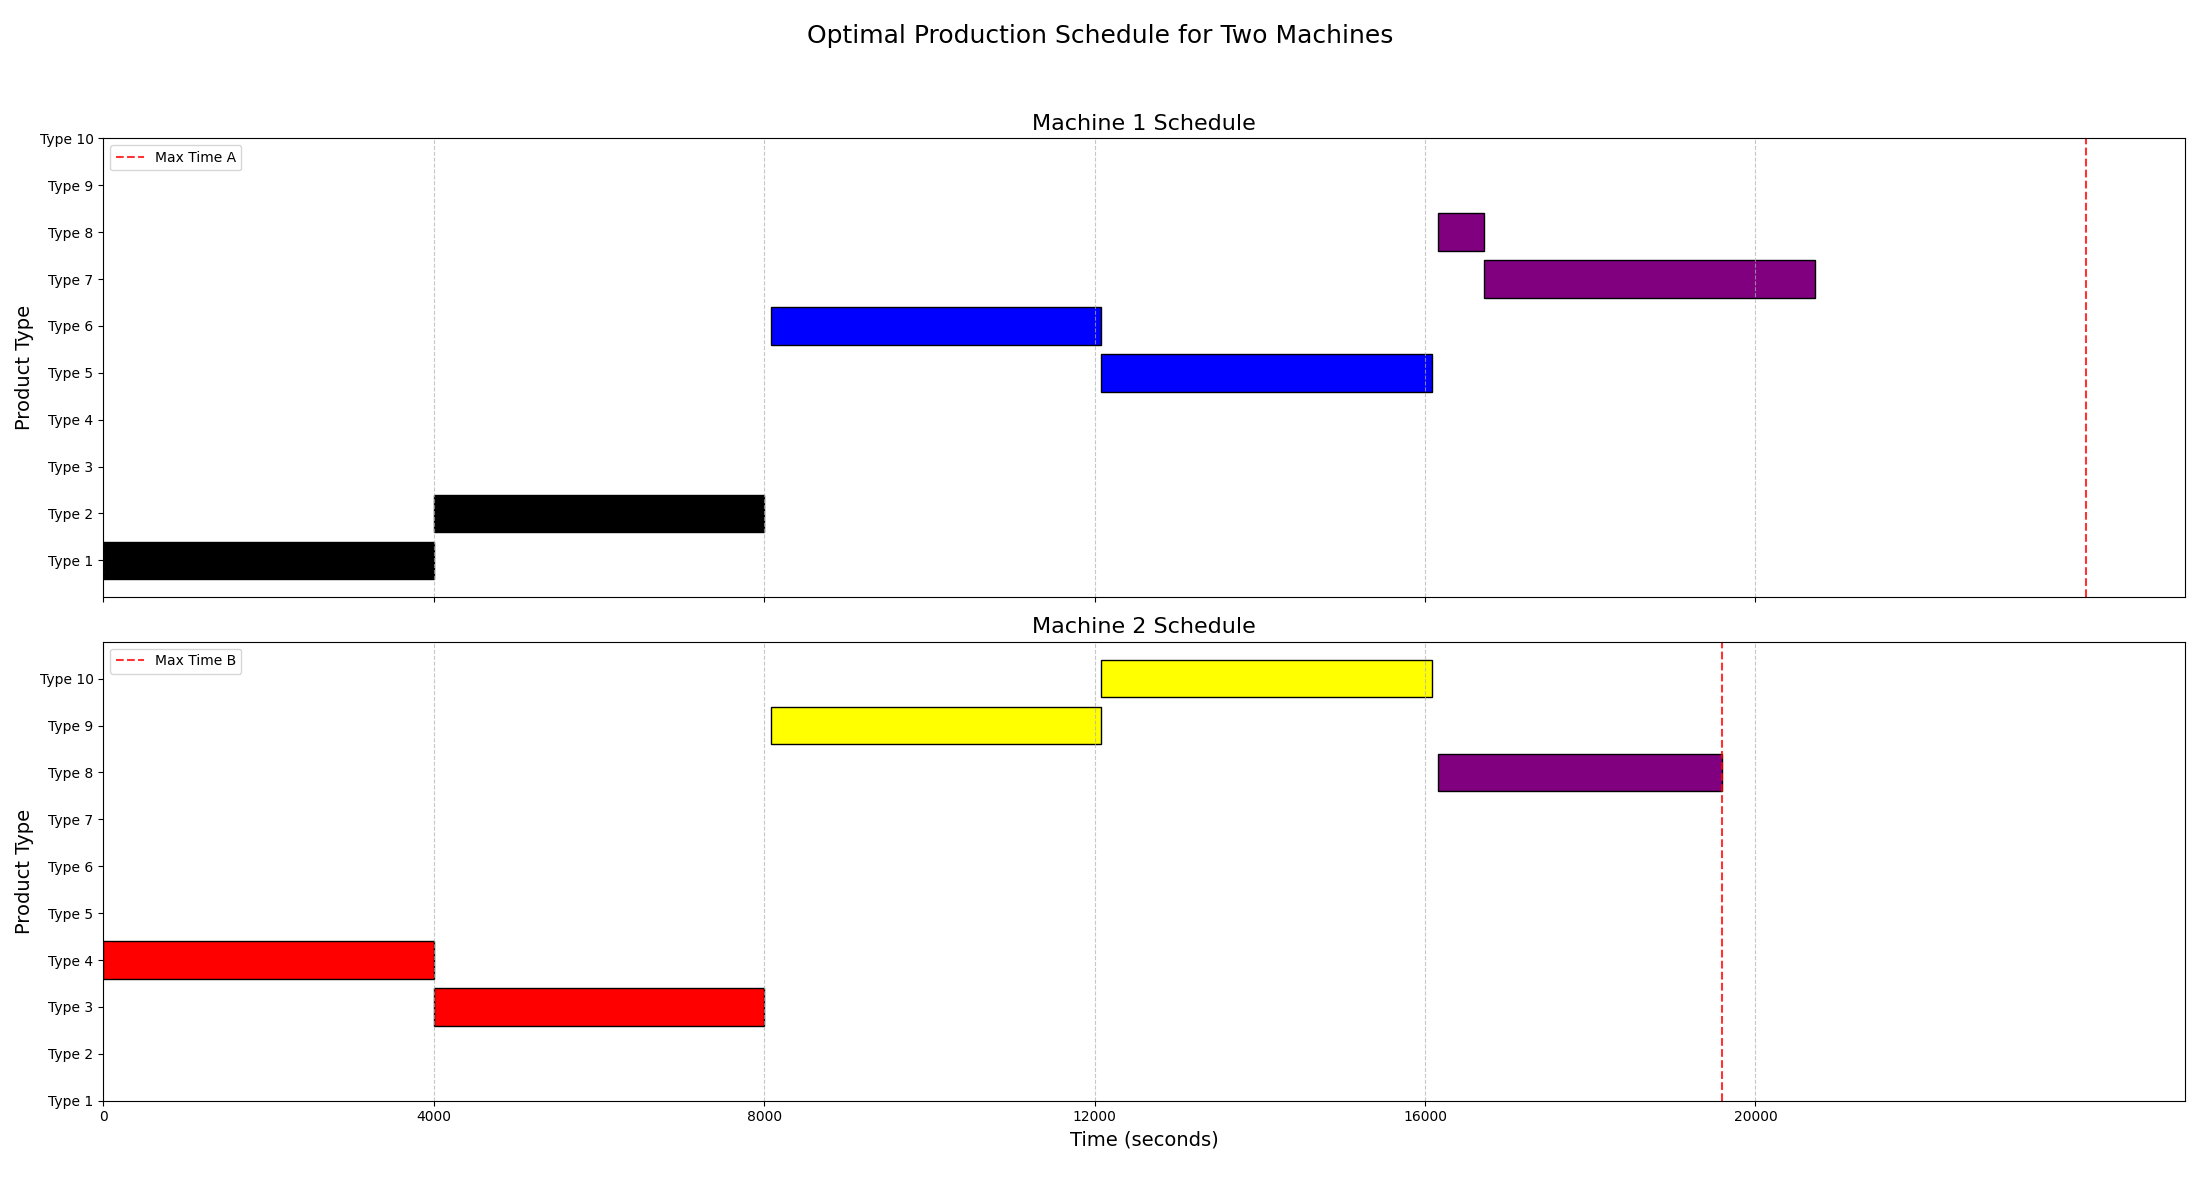 Optimal Production Schedule for Two Machines
Machine 1 Schedule
Max Time A
Product Type
Type 10
Type 9
Type 8
Type 7
Type 6
Type 5
Type 4
Type 3
Type 2
Type 1
Machine 2 Schedule
Max Time B
Product Type
Type 10
Type 9
Type 8
Type 7
Type 6
Type 5
Type 4
Type 3
Type 2
Type 1
0 4000 8000 12000 16000 20000
Time (seconds)